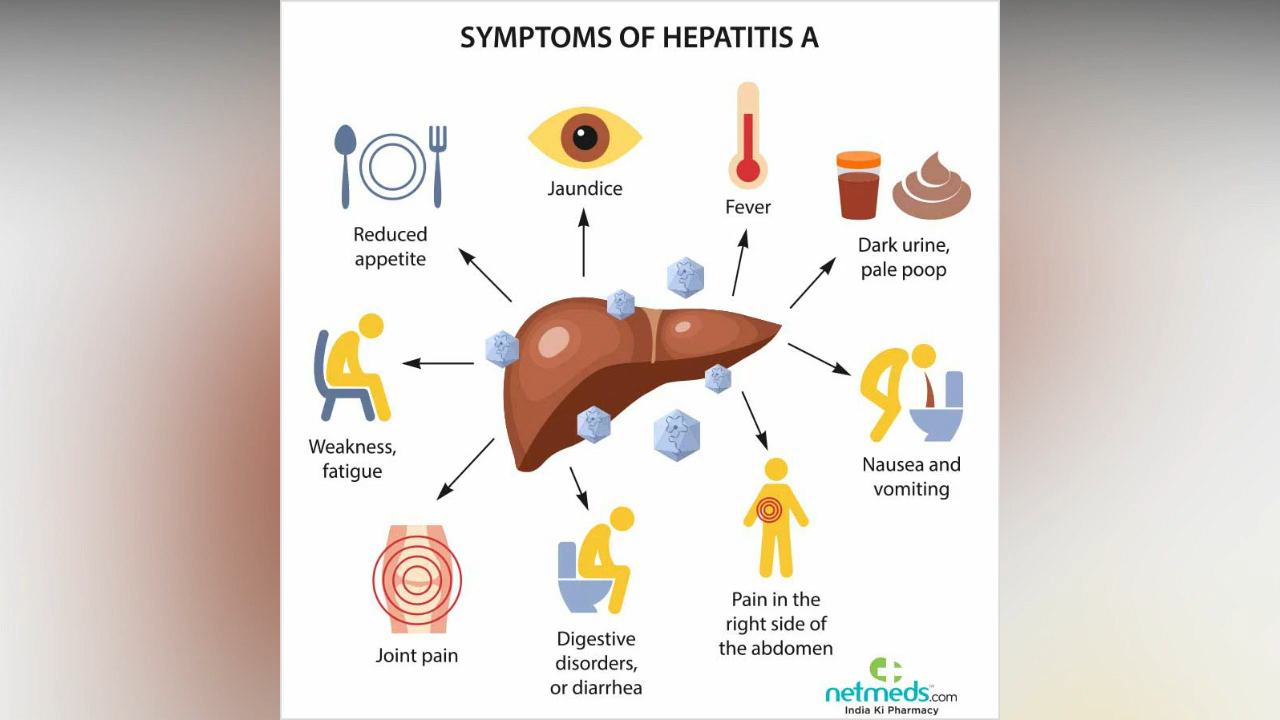 SYMPTOMS OF HEPATITIS A
Reduced
appetite
Jaundice
Fever
Dark urine,
pale poop
Weakness,
fatigue
Nausea and
vomiting
Joint pain
Digestive
disorders,
or diarrhea
Pain in the
right side of
the abdomen
netmeds.com
India Ki Pharmacy